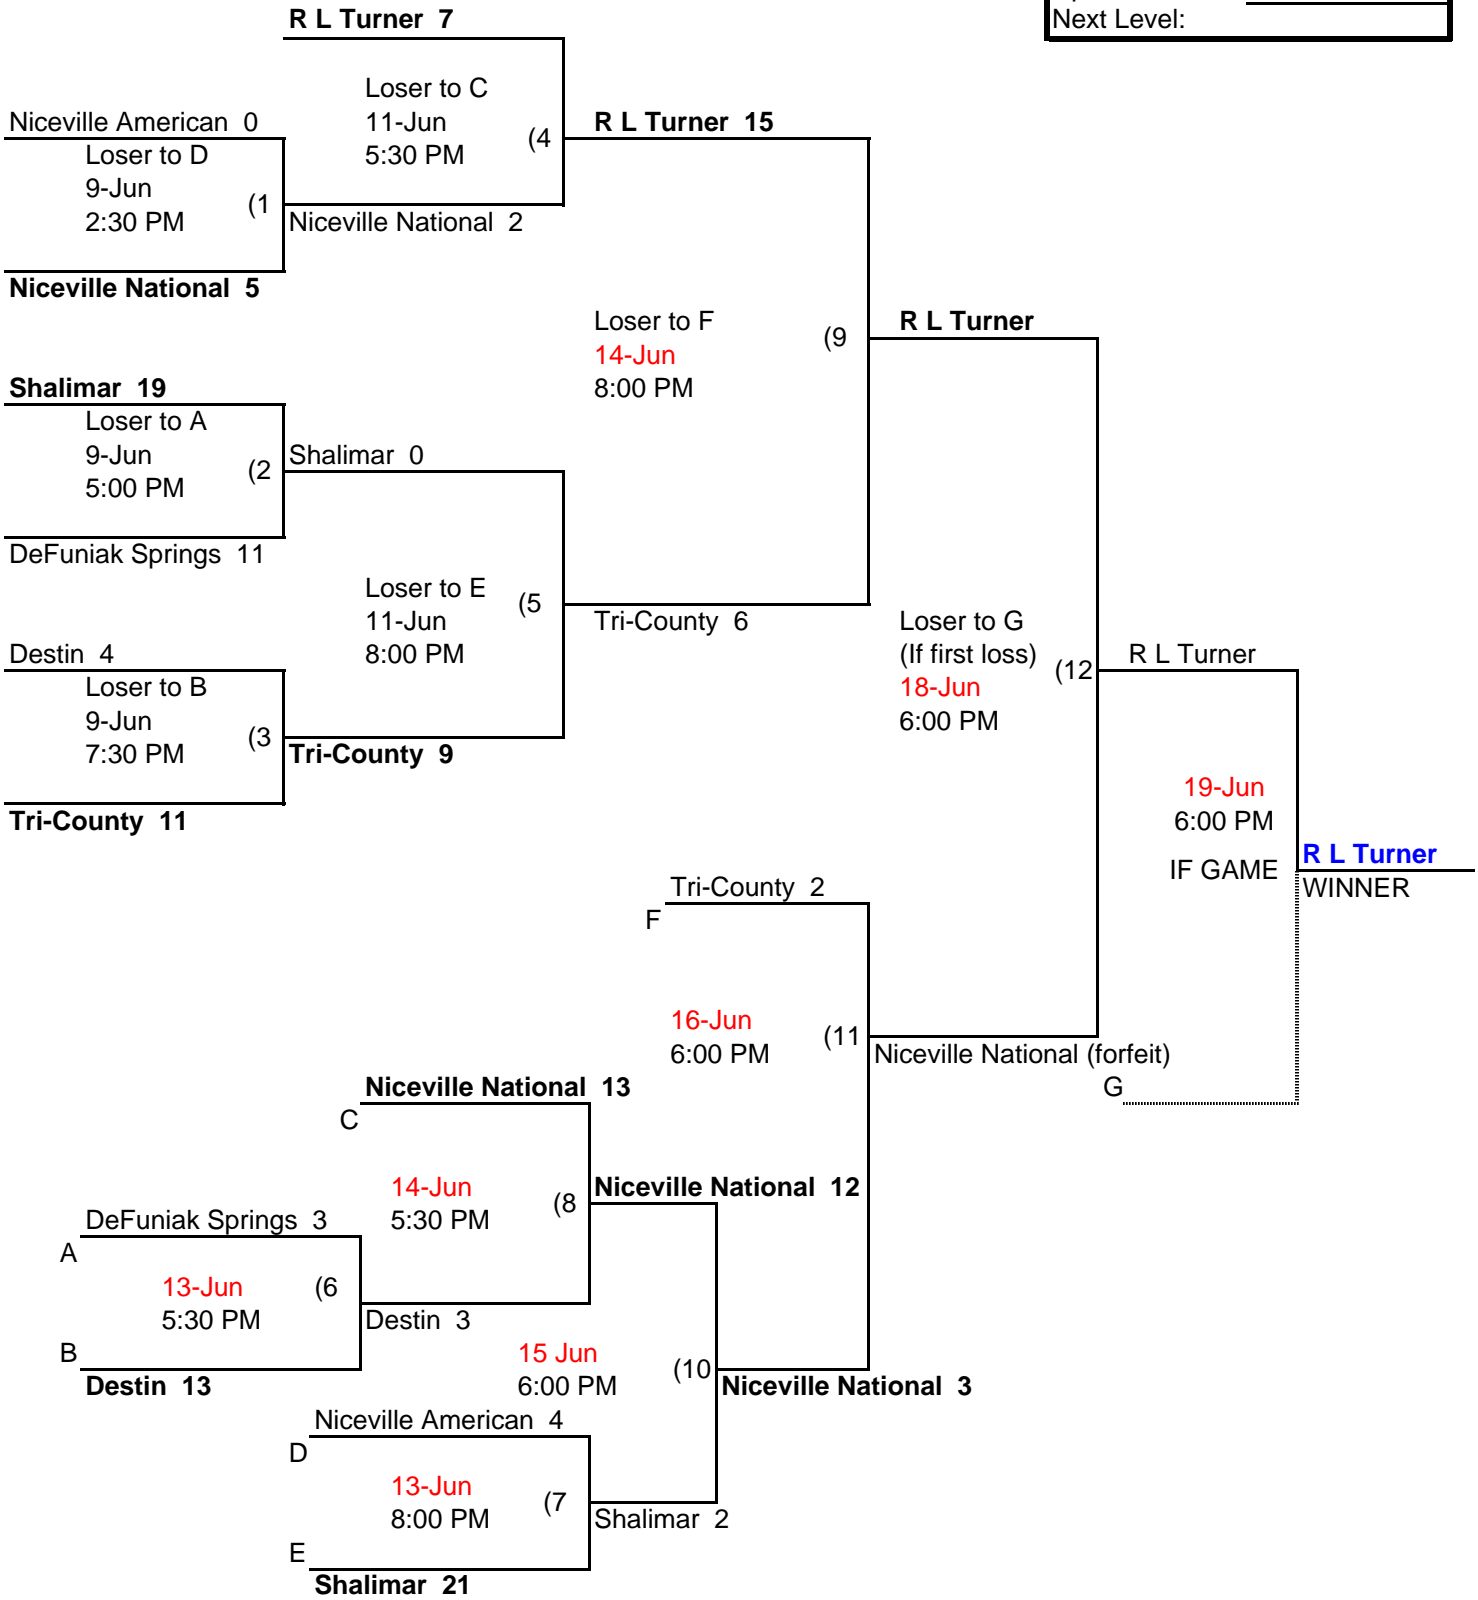 R L Turner 7
Next Level:
Loser to C
Niceville American 0
11-Jun
(4
R L Turner 15
Loser to D
5:30 PM
9-Jun
(1
2:30 PM
Niceville National 2
Niceville National 5
Loser to F
(9
R L Turner
14-Jun
Shalimar 19
8:00 PM
Loser to A
9-Jun
(2
Shalimar 0
5:00 PM
DeFuniak Springs 11
Loser to E
(5
11-Jun
Tri-County 6
Loser to G
Destin 4
8:00 PM
(If first loss)
(12
R L Turner
Loser to B
18-Jun
9-Jun
6:00 PM
(3
7:30 PM
Tri-County 9
19-Jun
Tri-County 11
6:00 PM
R L Turner
IF GAME
WINNER
Tri-County 2
F
16-Jun
(11
6:00 PM
Niceville National (forfeit)
Niceville National 13
G
C
14-Jun
Niceville National 12
(8
DeFuniak Springs 3
5:30 PM
A
13-Jun
(6
5:30 PM
Destin 3
B
15 Jun
(10
Destin 13
6:00 PM
Niceville National 3
Niceville American 4
D
13-Jun
(7
8:00 PM
Shalimar 2
E
Shalimar 21